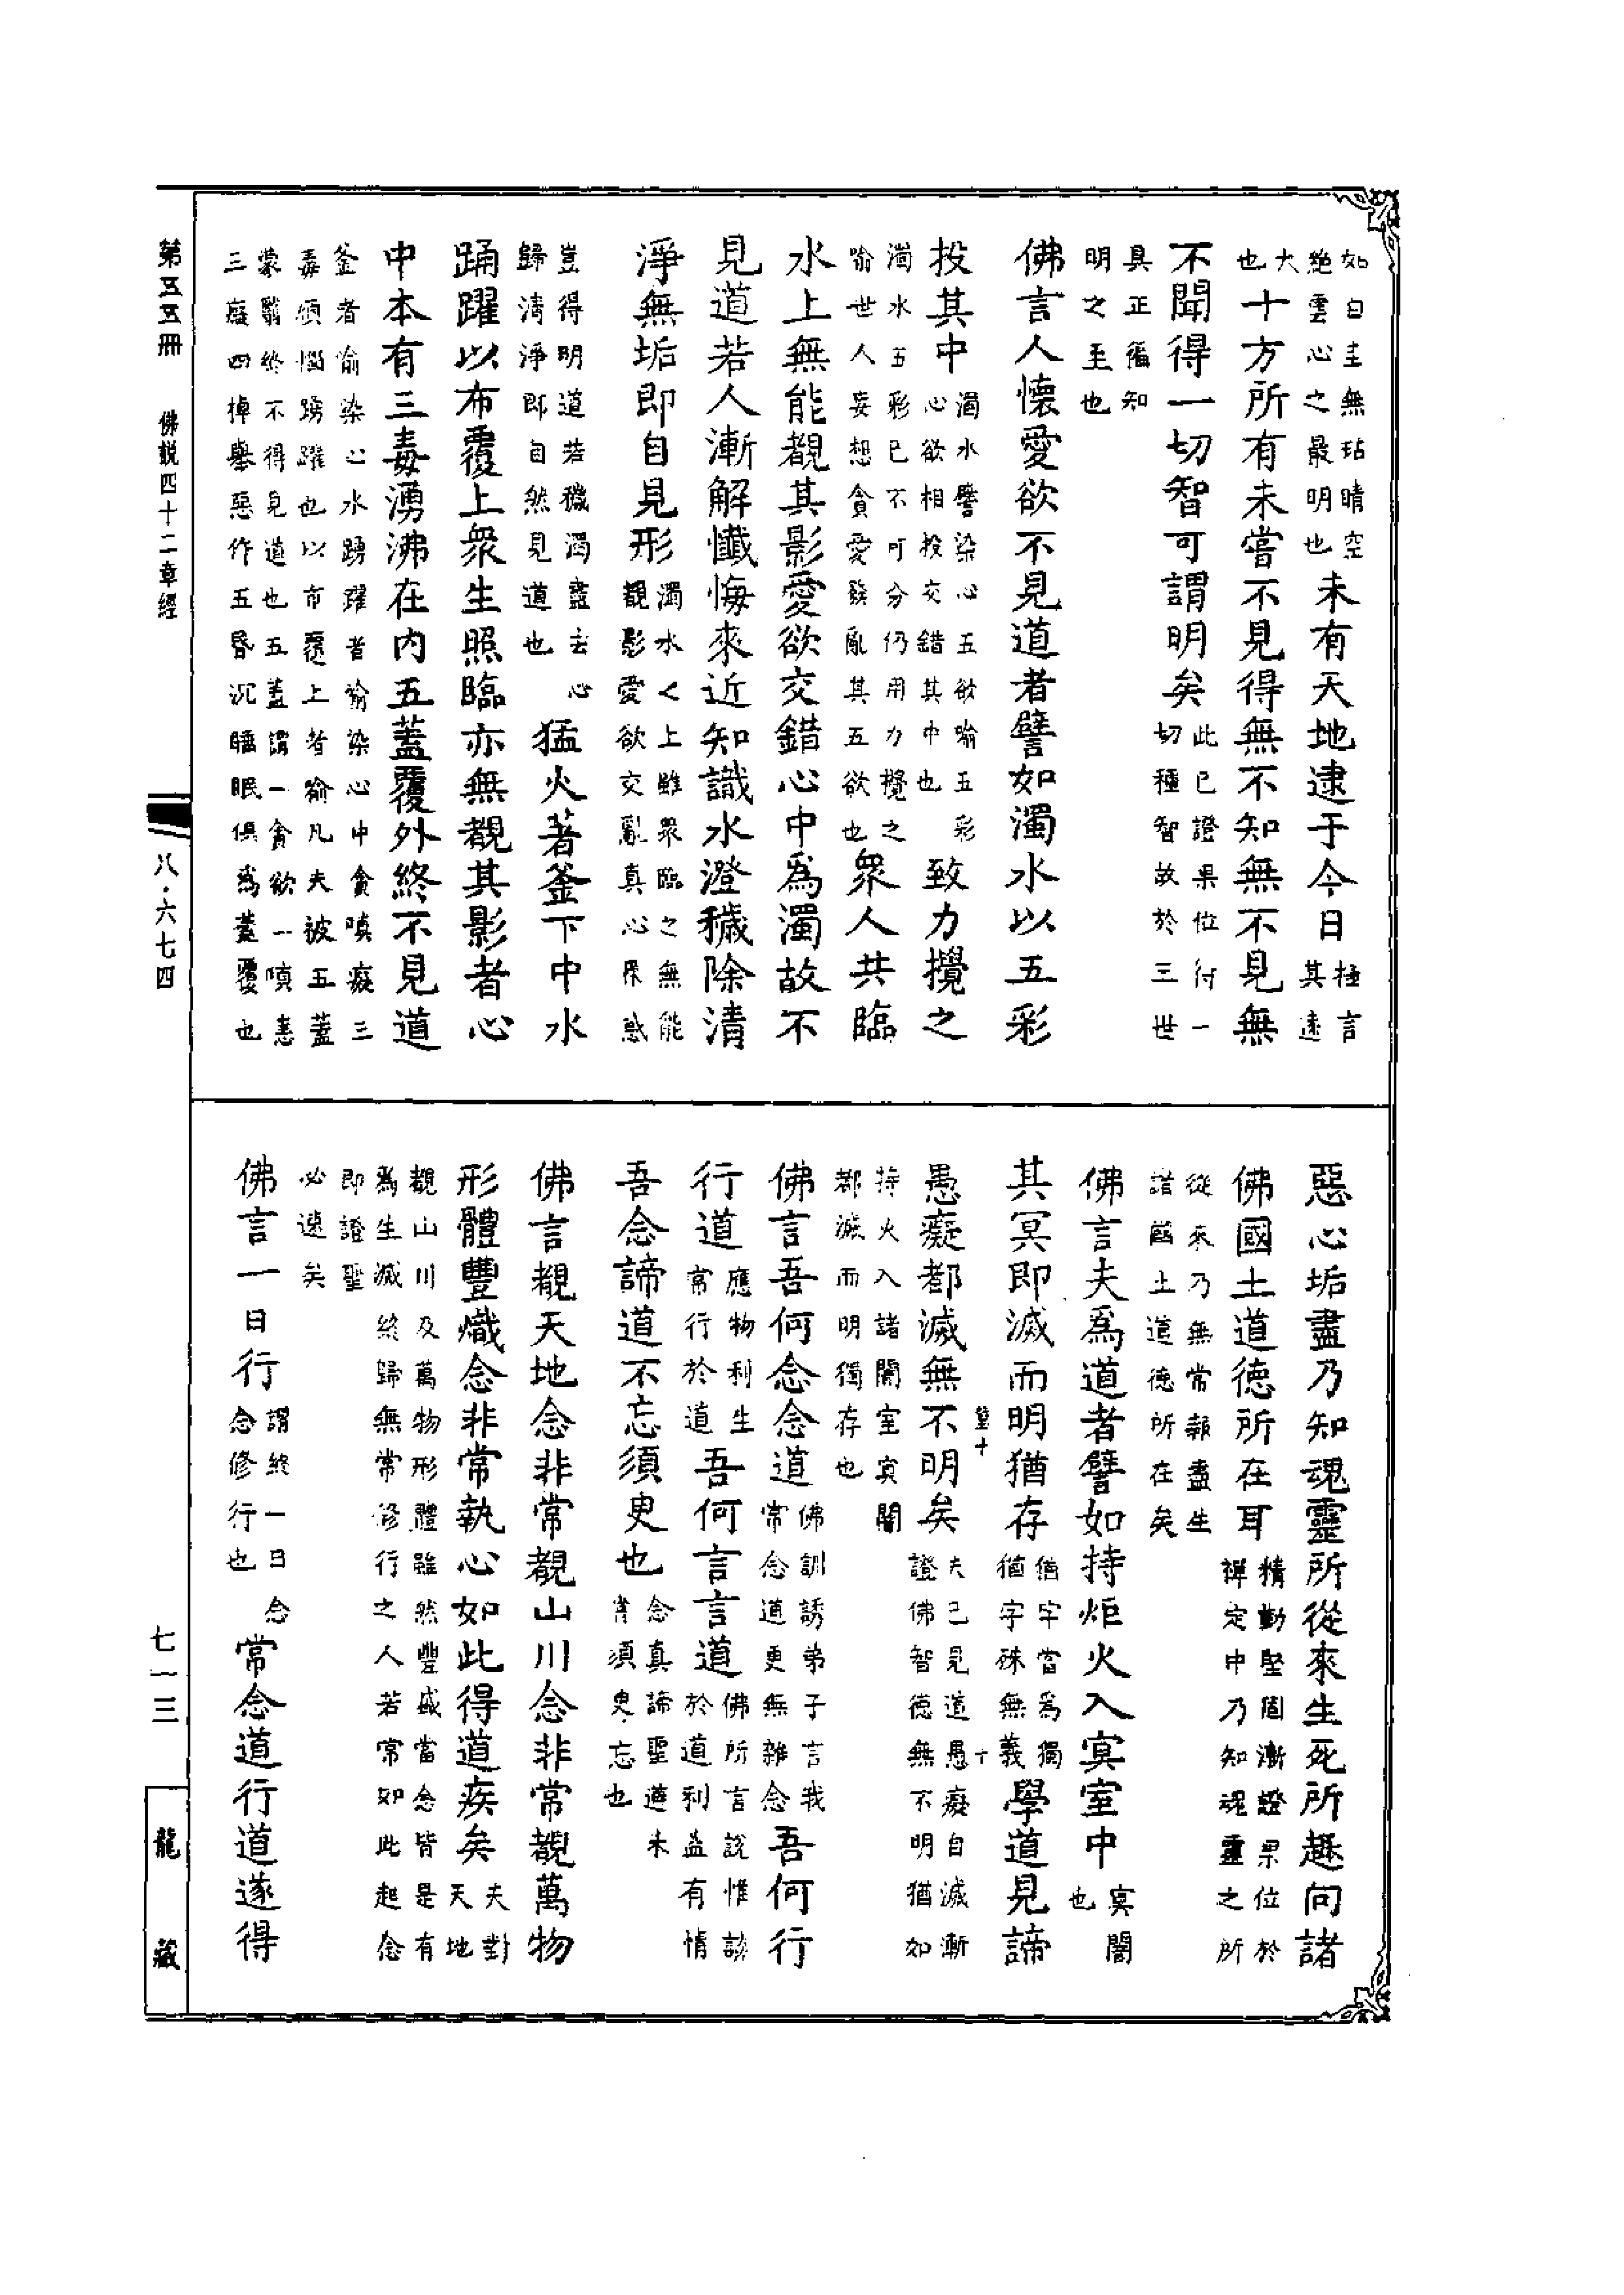 如白圭無玷晴空
絕雲心之最明也未有天地逮于今日極言
其遠
大
也十方所有未嘗不見得無不知無不見無
不聞得一切智可謂明矣此已證果位付一
切種智故於三世
具正徧知
明之至也
佛言人懷愛欲不見道者譬如濁水以五彩
投其中濁水譬染心五欲喻五彩
心欲相投交錯其中也致力攪之
濁水五彩已不可分仍用力攪之
喻世人妄想貪愛發亂其五欲也衆人共臨
水上無能覩其影愛欲交錯心中為濁故不
見道若人漸解懺悔來近知識水澄穢除清
淨無垢即自見形濁水之上雖衆臨之無能
覩影愛欲交亂真心溷惑
豈得明道若穢濁盡去心
歸清淨即自然見道也猛火著釜下中水
踊躍以布覆上衆生照臨亦無覩其影者心
中本有三毒湧沸在内五蓋覆外終不見道
釜者喻染心水踴躍者喻染心中貪嗔癡三
毒煩惱踴躍也以布覆上者喻凡夫被五蓋
蒙翳終不得見道也五蓋謂一貪欲二嗔恚
三癡四掉舉惡作五昏沉睡眠俱為蓋覆也
惡心垢盡乃知魂靈所從來生死所趣向諸
佛國土道德所在耳精勤堅固漸證果位於
禪定中乃知魂靈之所
從來乃無常報盡生
諸國土道德所在矣
佛言夫為道者譬如持炬火入冥室中冥闇
也
其冥即滅而明猶存猶字當為獨
猶字殊無義學道見諦
愚癡都滅無不明矣夫已見道愚癡自滅漸
證佛智德無不明猶如
持火入諸闇室冥闇
都滅而明獨存也
佛言吾何念念道佛訓誘弟子言我
常念道更無雜念吾何行
行道應物利生
常行於道吾何言言道佛所言說惟談
於道利益有情
吾念諦道不忘須臾也念真諦聖道未
嘗須臾忘也
佛言覩天地念非常覩山川念非常覩萬物
形體豐熾念非常執心如此得道疾矣夫對
天地
覩山川及萬物形體雖然豐盛當念皆是有
為生滅終歸無常修行之人若常如此起念
即證聖
必速矣
佛言一日行謂終一日念
念修行也常念道行道遂得
第五五冊　佛説四十二章經
八・六七四
七一三
龍藏